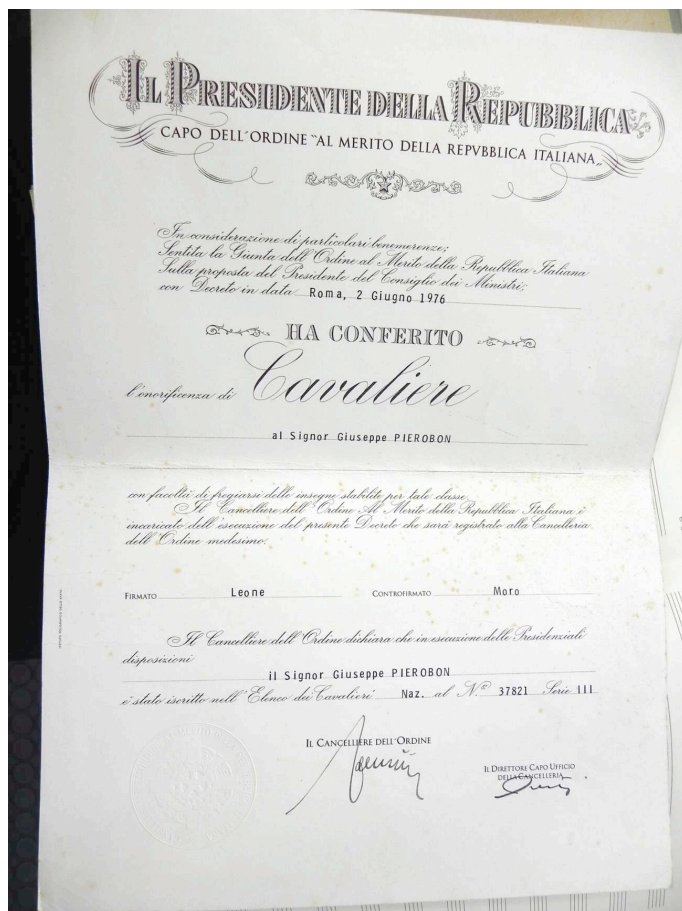 IL PRESIDENTE DELLA REPUBBLICA
CAPO DELL'ORDINE "AL MERITO DELLA REPVBBLICA ITALIANA„
In considerazione di particolari benemerenze;
Sentita la Giunta dell'Ordine al Merito della Repubblica Italiana
Sulla proposta del Presidente del Consiglio dei Ministri;
con Decreto in data Roma, 2 Giugno 1976
HA CONFERITO
l'onorificenza di Cavaliere
al Signor Giuseppe PIEROBON
con facoltà di fregiarsi delle insegne stabilite per tale classe.
Il Cancelliere dell'Ordine Al Merito della Repubblica Italiana è
incaricato dell'esecuzione del presente Decreto che sarà registrato alla Cancelleria
dell'Ordine medesimo.
FIRMATO Leone CONTROFIRMATO Moro
Il Cancelliere dell'Ordine dichiara che in esecuzione delle Presidenziali
disposizioni
il Signor Giuseppe PIEROBON
è stato iscritto nell'Elenco dei Cavalieri Naz. al N.º 37821 Serie III
IL CANCELLIERE DELL'ORDINE
IL DIRETTORE CAPO UFFICIO
DELLA CANCELLERIA